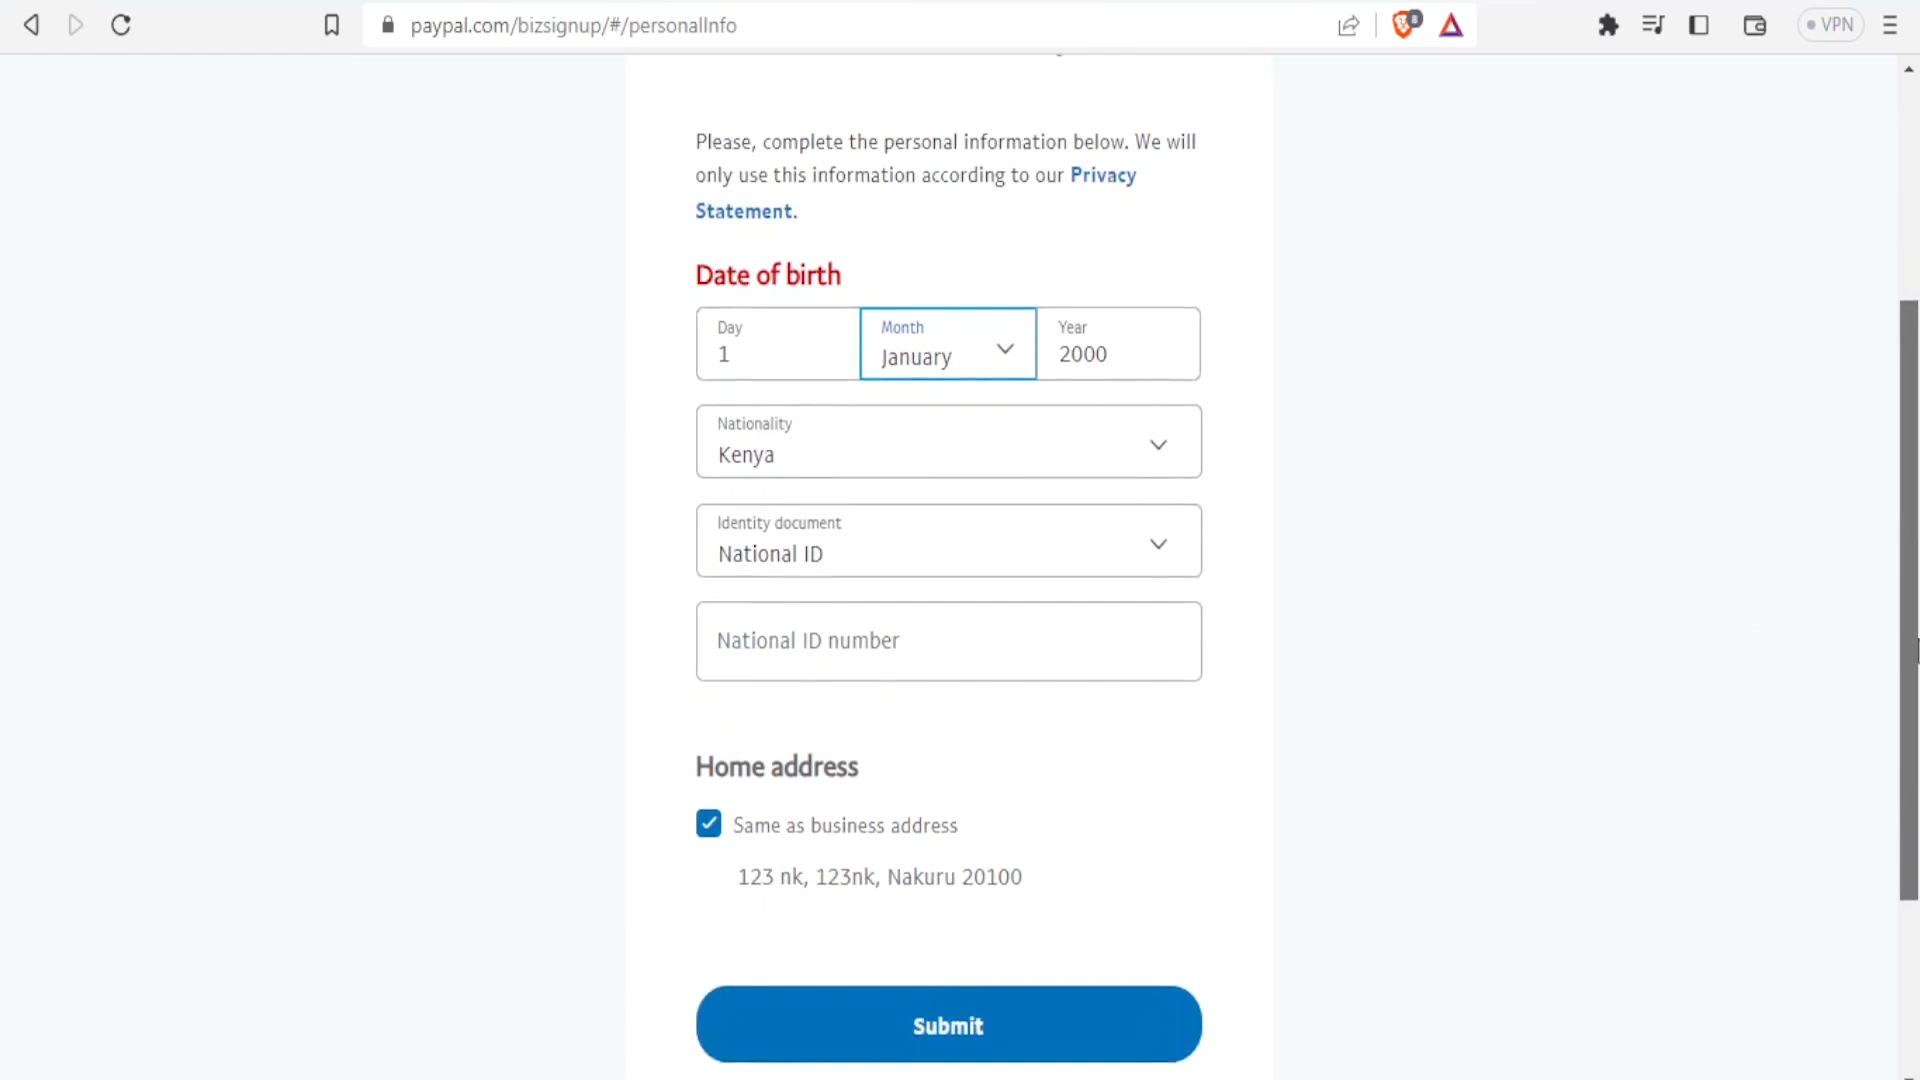 paypal.com/bizsignup/#/personalInfo
8
VPN
Please, complete the personal information below. We will
only use this information according to our Privacy
Statement.
Date of birth
Day
1
Month
January
Year
2000
Nationality
Kenya
Identity document
National ID
National ID number
Home address
Same as business address
123 nk, 123nk, Nakuru 20100
Submit